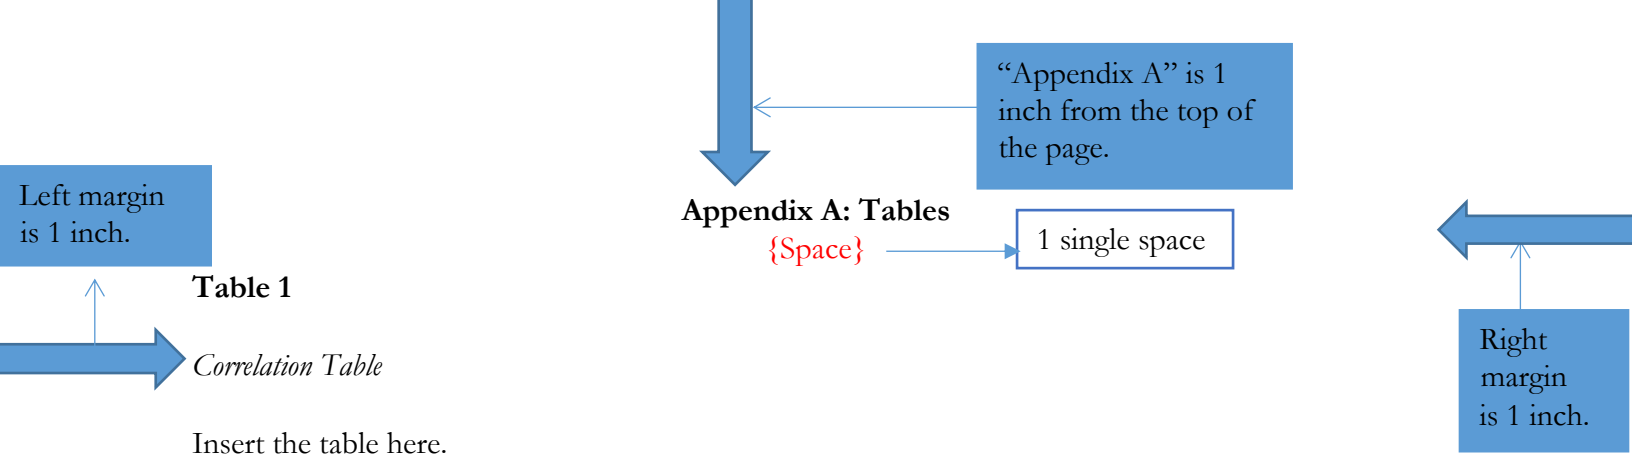 “Appendix A” is 1
inch from the top of
the page.
Left margin
is 1 inch.
Appendix A: Tables
{Space}
1 single space
Table 1
Right
margin
is 1 inch.
Correlation Table
Insert the table here.